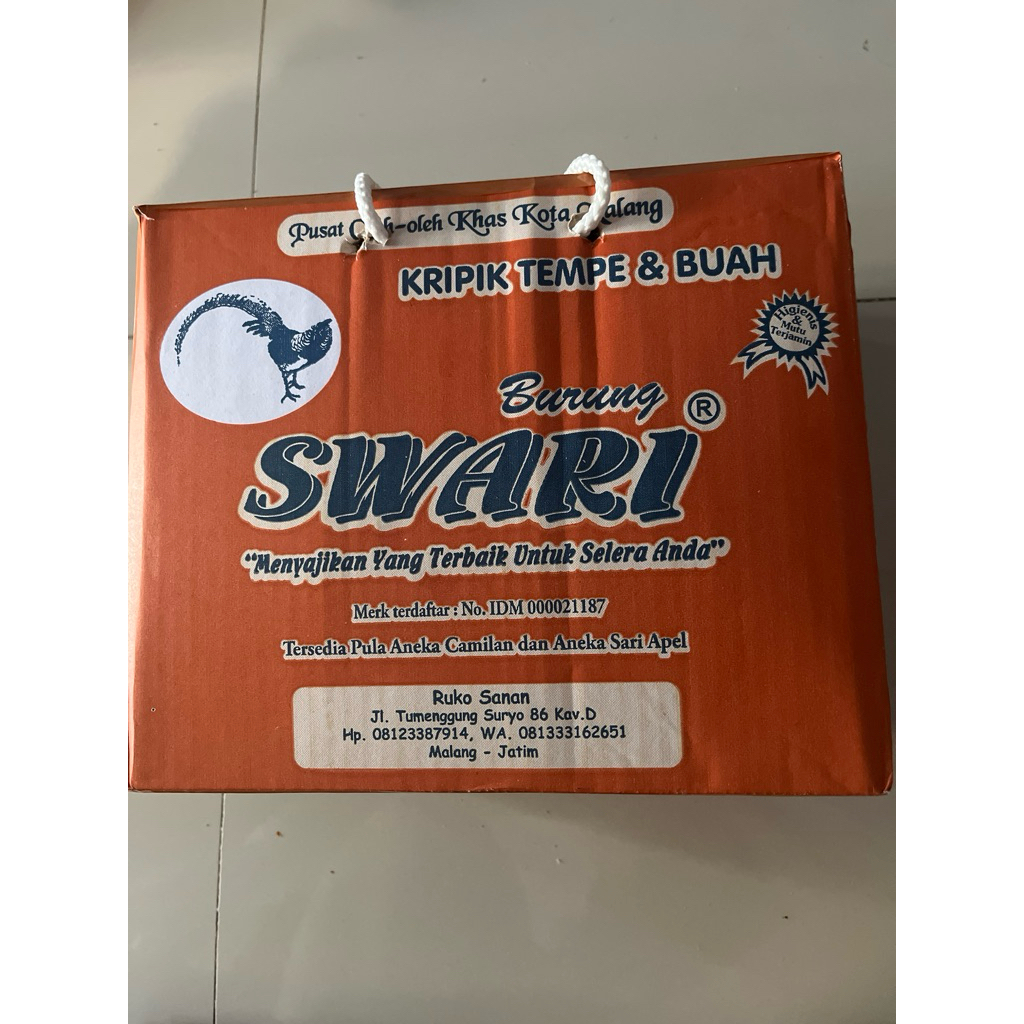 Pusat Oleh-oleh Khas Kota Malang
KRIPIK TEMPE & BUAH
Higienis
&
Mutu
Terjamin
Burung
SWARI ®
“Menyajikan Yang Terbaik Untuk Selera Anda”
Merk terdaftar : No. IDM 000021187
Tersedia Pula Aneka Camilan dan Aneka Sari Apel
Ruko Sanan
Jl. Tumenggung Suryo 86 Kav.D
Hp. 08123387914, WA. 081333162651
Malang - Jatim